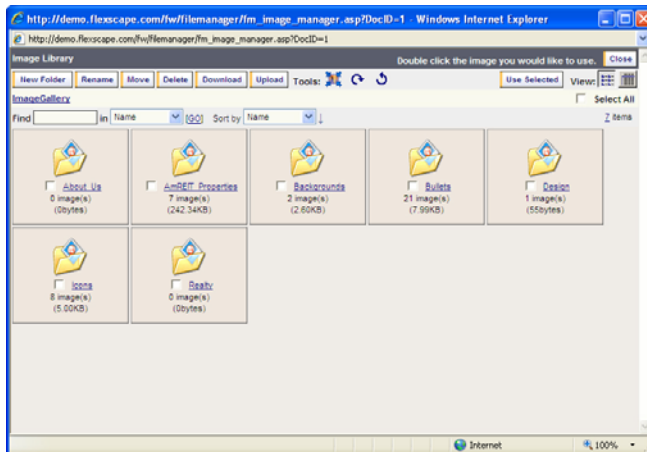 http://demo.flexscape.com/fw/filemanager/fm_image_manager.asp?DocID=1 - Windows Internet Explorer
http://demo.flexscape.com/fw/filemanager/fm_image_manager.asp?DocID=1
Image Library Double click the image you would like to use. Close
New Folder Rename Move Delete Download Upload Tools: Use Selected View:
ImageGallery Select All
Find in Name [GO] Sort by Name ↓ 7 items
About_Us AmREIT_Properties Backgrounds Bullets Design
0 image(s) 7 image(s) 2 image(s) 21 image(s) 1 image(s)
(0bytes) (242.34KB) (2.60KB) (7.99KB) (55bytes)
Icons Realty
8 image(s) 0 image(s)
(5.00KB) (0bytes)
Internet 100%